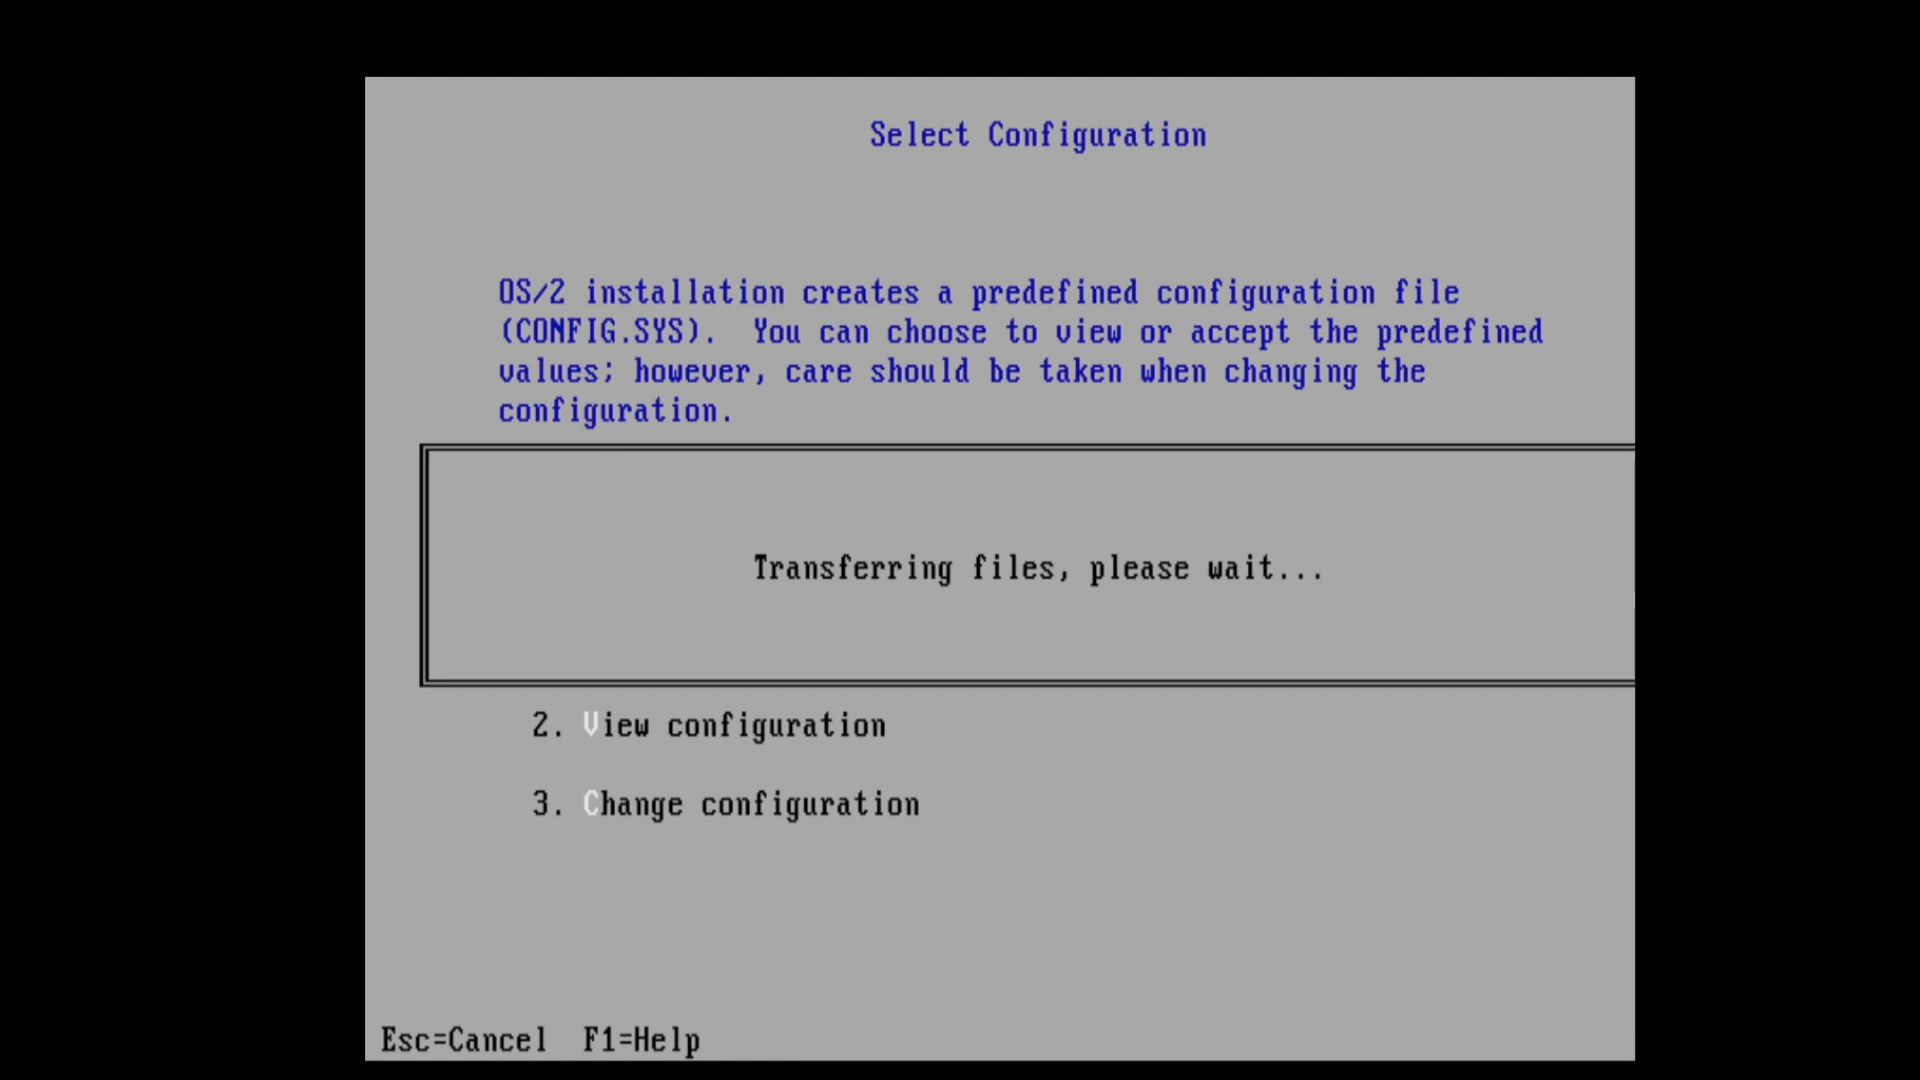 Select Configuration
OS/2 installation creates a predefined configuration file
(CONFIG.SYS).  You can choose to view or accept the predefined
values; however, care should be taken when changing the
configuration.
Transferring files, please wait...
2. View configuration
3. Change configuration
Esc=Cancel  F1=Help